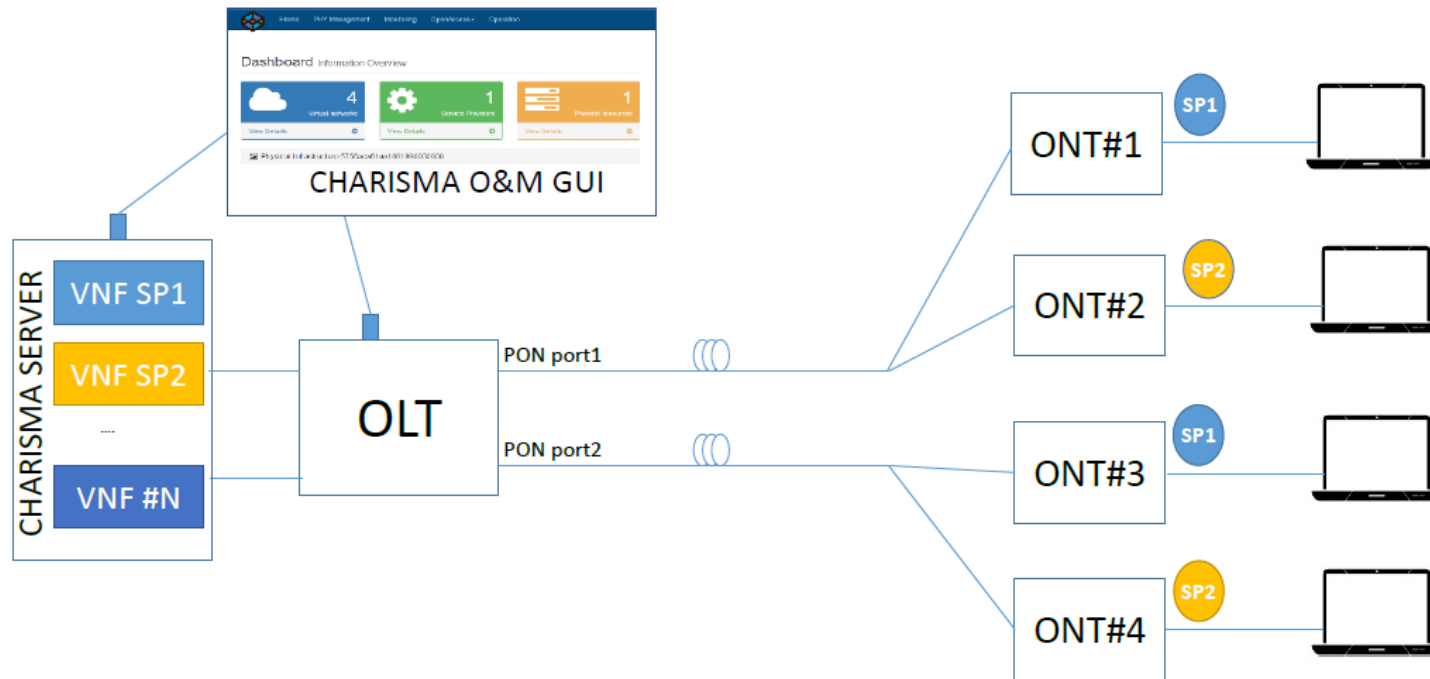 Home PHY Management Monitoring OpenAccess Operation
Dashboard Information Overview
4
Virtual networks
View Details
1
Service Providers
View Details
1
Physical resources
View Details
CHARISMA O&M GUI
CHARISMA SERVER
VNF SP1
VNF SP2
....
VNF #N
OLT
PON port1
PON port2
ONT#1
SP1
ONT#2
SP2
ONT#3
SP1
ONT#4
SP2